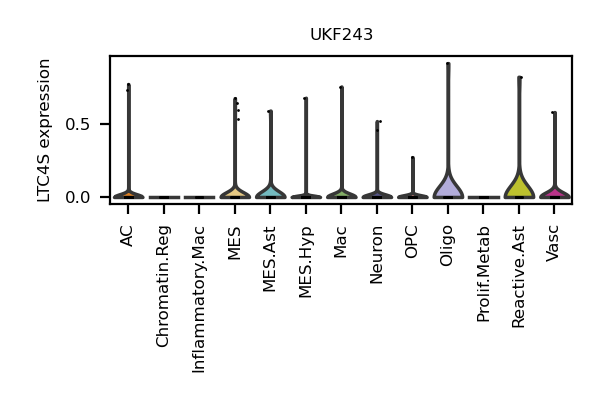 UKF243
LTC4S expression
0.5
0.0
AC
Chromatin.Reg
Inflammatory.Mac
MES
MES.Ast
MES.Hyp
Mac
Neuron
OPC
Oligo
Prolif.Metab
Reactive.Ast
Vasc